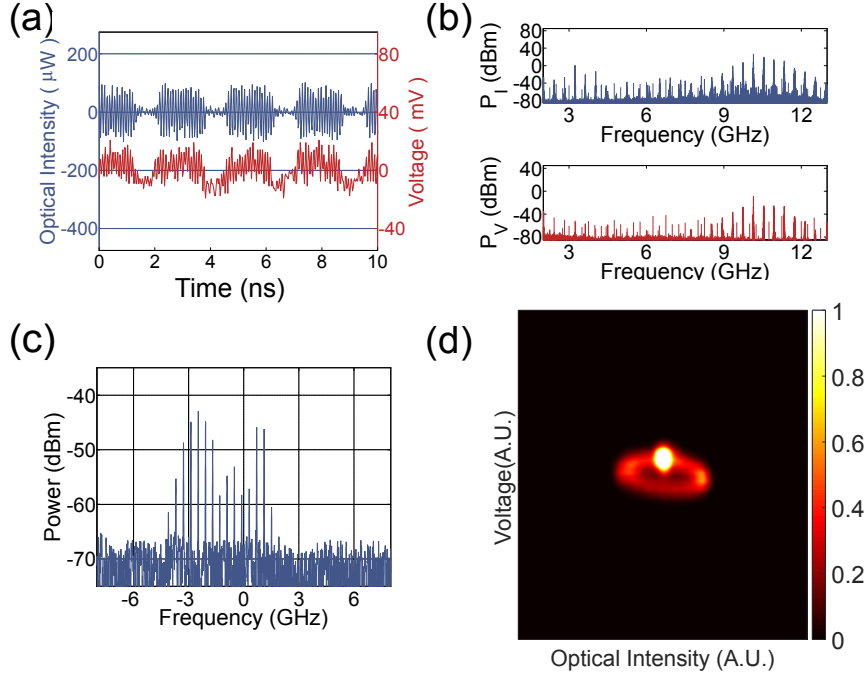 (a)
Optical Intensity ( μW)
200
0
-200
-400
80
40
0
-40
Voltage ( mV)
0 2 4 6 8 10
Time (ns)
(b)
P_I (dBm)
80
40
0
-40
-80
3 6 9 12
Frequency (GHz)
P_V (dBm)
40
0
-40
-80
3 6 9 12
Frequency (GHz)
(c)
Power (dBm)
-40
-50
-60
-70
-6 -3 0 3 6
Frequency (GHz)
(d)
Voltage(A.U.)
Optical Intensity (A.U.)
1
0.8
0.6
0.4
0.2
0